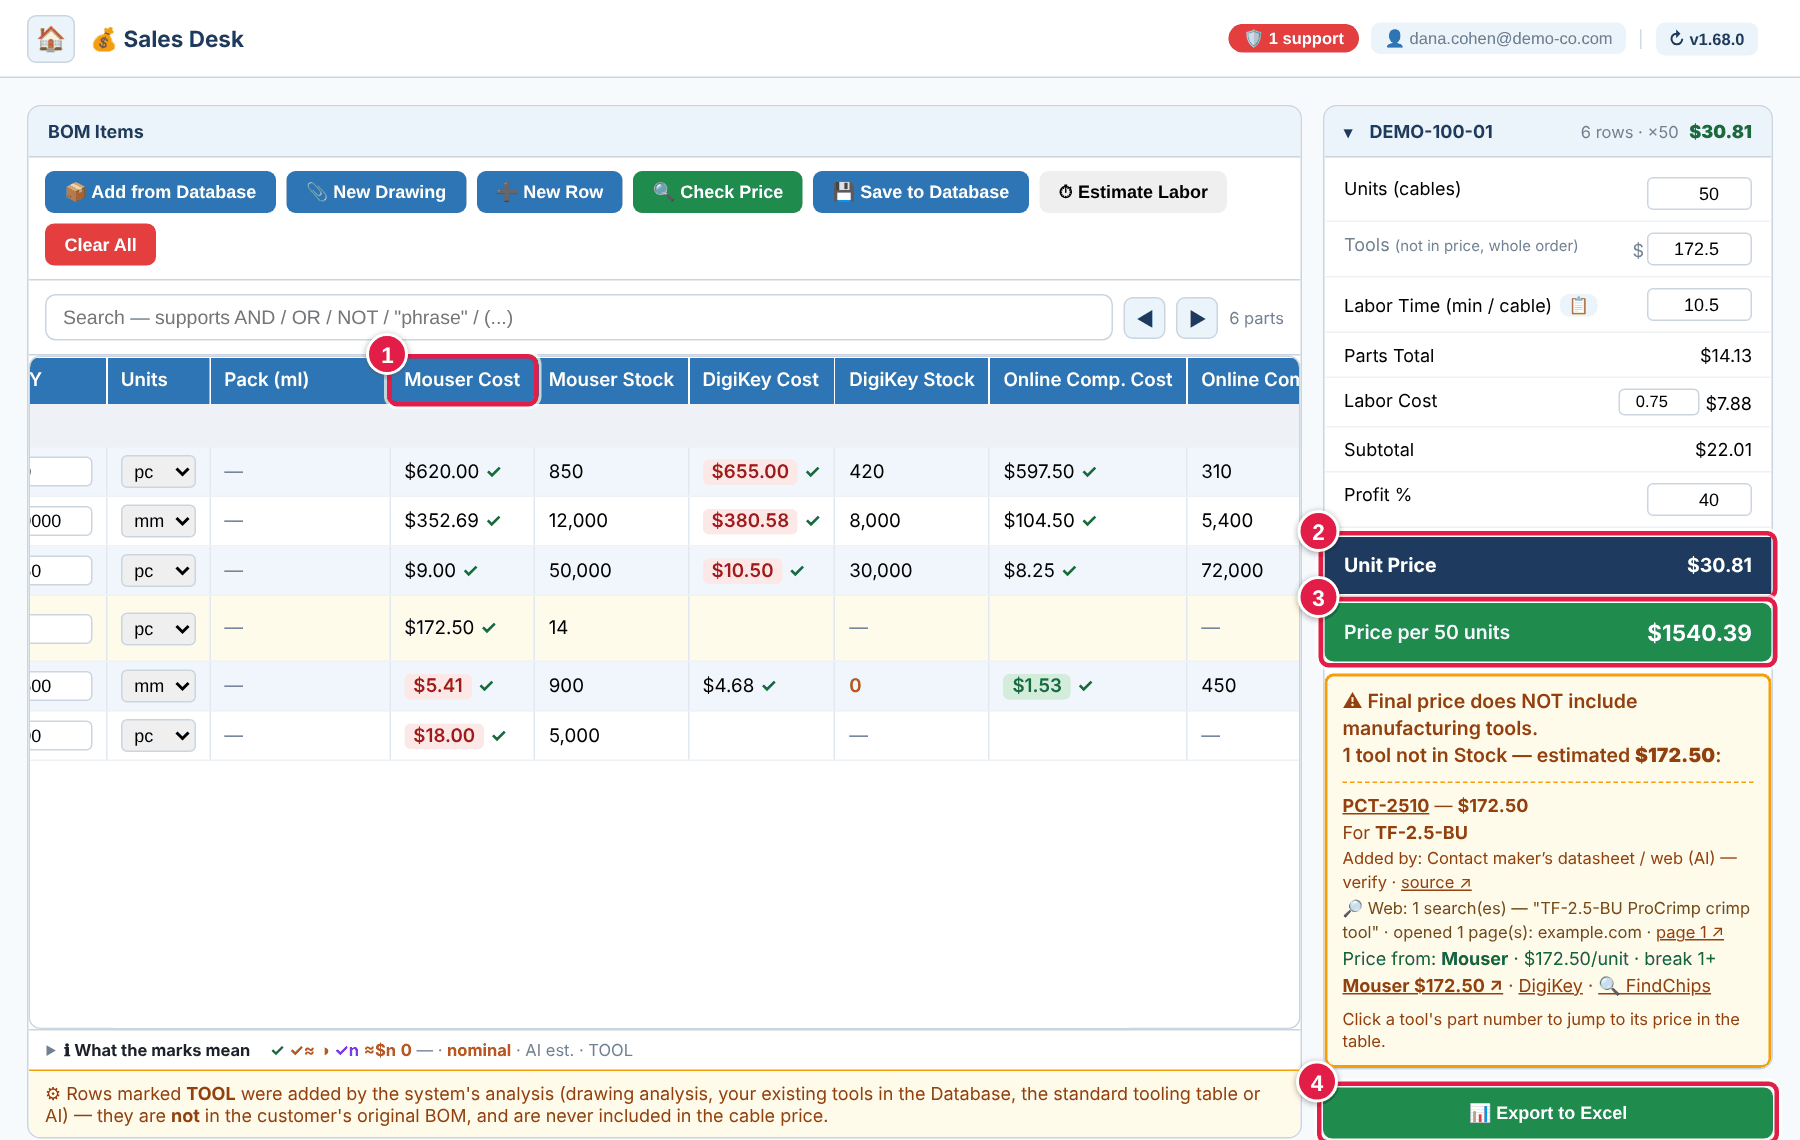 🏠 💰 Sales Desk
🛡️ 1 support 👤 dana.cohen@demo-co.com ↻ v1.68.0
BOM Items
📦 Add from Database 📎 New Drawing ➕ New Row 🔍 Check Price 💾 Save to Database ⏱ Estimate Labor
Clear All
Search — supports AND / OR / NOT / "phrase" / (...) ◀ ▶ 6 parts
1
Y Units Pack (ml) Mouser Cost Mouser Stock DigiKey Cost DigiKey Stock Online Comp. Cost Online Com
pc — $620.00 ✓ 850 $655.00 ✓ 420 $597.50 ✓ 310
000 mm — $352.69 ✓ 12,000 $380.58 ✓ 8,000 $104.50 ✓ 5,400
0 pc — $9.00 ✓ 50,000 $10.50 ✓ 30,000 $8.25 ✓ 72,000
pc — $172.50 ✓ 14 — —
00 mm — $5.41 ✓ 900 $4.68 ✓ 0 $1.53 ✓ 450
0 pc — $18.00 ✓ 5,000 — —
▶ ℹ What the marks mean ✓ ✓≈ ◗ ✓n ≈$n 0 — · nominal · AI est. · TOOL
⚙ Rows marked TOOL were added by the system's analysis (drawing analysis, your existing tools in the Database, the standard tooling table or
AI) — they are not in the customer's original BOM, and are never included in the cable price.
▼ DEMO-100-01 6 rows · ×50 $30.81
Units (cables) 50
Tools (not in price, whole order) $ 172.5
Labor Time (min / cable) 📋 10.5
Parts Total $14.13
Labor Cost 0.75 $7.88
Subtotal $22.01
Profit % 40
2
Unit Price $30.81
3
Price per 50 units $1540.39
⚠ Final price does NOT include
manufacturing tools.
1 tool not in Stock — estimated $172.50:
PCT-2510 — $172.50
For TF-2.5-BU
Added by: Contact maker's datasheet / web (AI) —
verify · source ↗
🔎 Web: 1 search(es) — "TF-2.5-BU ProCrimp crimp
tool" · opened 1 page(s): example.com · page 1 ↗
Price from: Mouser · $172.50/unit · break 1+
Mouser $172.50 ↗ · DigiKey · 🔍 FindChips
Click a tool's part number to jump to its price in the
table.
4
📊 Export to Excel